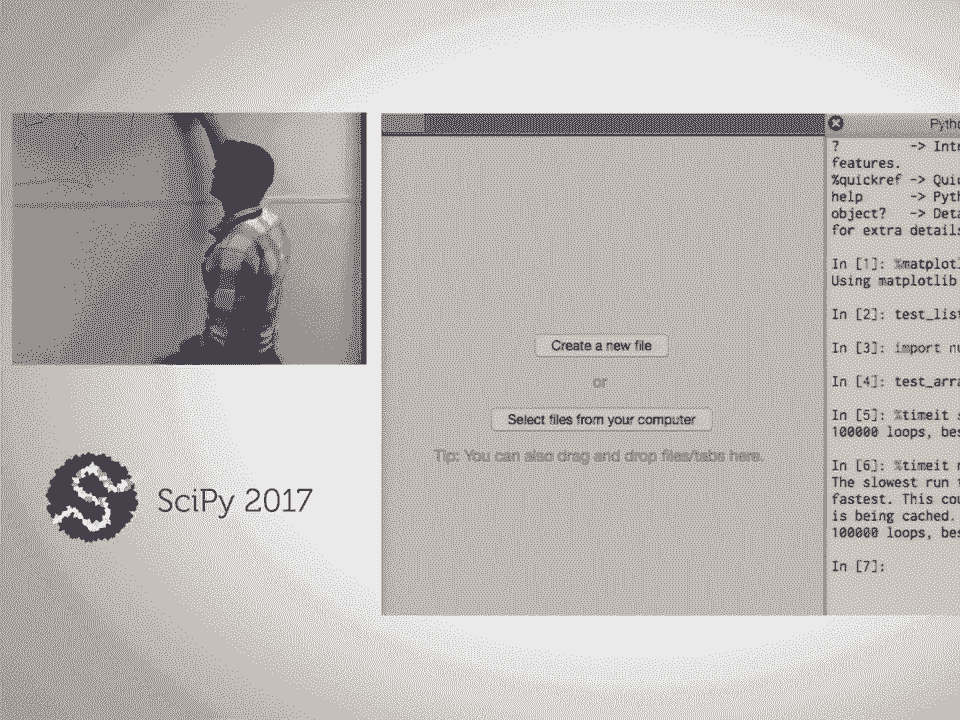 SciPy 2017
Create a new file
or
Select files from your computer
Tip: You can also drag and drop files/tabs here.
Pytho
? -> Intr
features.
%quickref -> Quic
help -> Pyth
object? -> Deta
for extra details
In [1]: %matplotl
Using matplotlib
In [2]: test_list
In [3]: import nu
In [4]: test_arra
In [5]: %timeit s
100000 loops, bes
In [6]: %timeit n
The slowest run t
fastest. This cou
is being cached.
100000 loops, bes
In [7]: